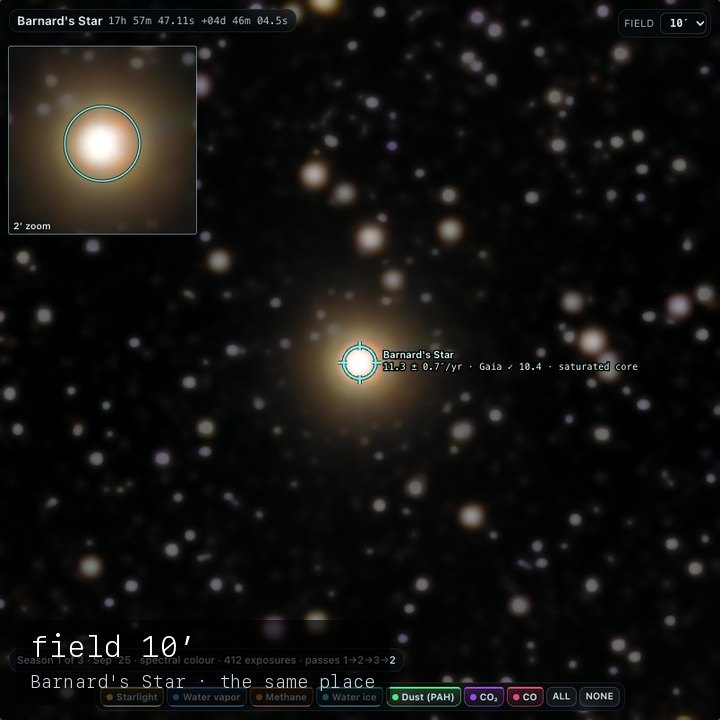 Barnard's Star 17h 57m 47.11s +04d 46m 04.5s
FIELD 10′
2′ zoom
Barnard's Star
11.3 ± 0.7″/yr · Gaia ✓ 10.4 · saturated core
field 10′
Season 1 of 3 · Sep '25 · spectral colour · 412 exposures · passes 1→2→3→2
Barnard's Star · the same place
Starlight Water vapor Methane Water ice Dust (PAH) CO₂ CO ALL NONE